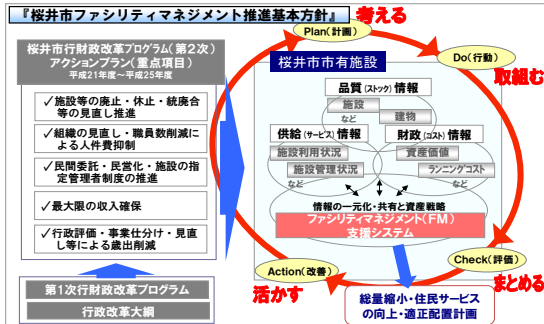 『桜井市ファシリティマネジメント推進基本方針』
考える
Plan(計画)
Do(行動)
取組む
桜井市行財政改革プログラム(第2次)
アクションプラン(重点項目)
平成21年度～平成25年度
✓施設等の廃止・休止・統廃合
等の見直し推進
✓組織の見直し・職員数削減に
よる人件費抑制
✓民間委託・民営化・施設の指
定管理者制度の推進
✓最大限の収入確保
✓行政評価・事業仕分け・見直
し等による歳出削減
第1次行財政改革プログラム
行政改革大綱
桜井市市有施設
品質(ストック)情報
施設
建物
など
供給(サービス)情報
施設利用状況
施設管理状況
など
財政(コスト)情報
資産価値
ランニングコスト
など
情報の一元化・共有と資産戦略
ファシリティマネジメント(FM)
支援システム
Action(改善)
活かす
Check(評価)
まとめる
総量縮小・住民サービス
の向上・適正配置計画